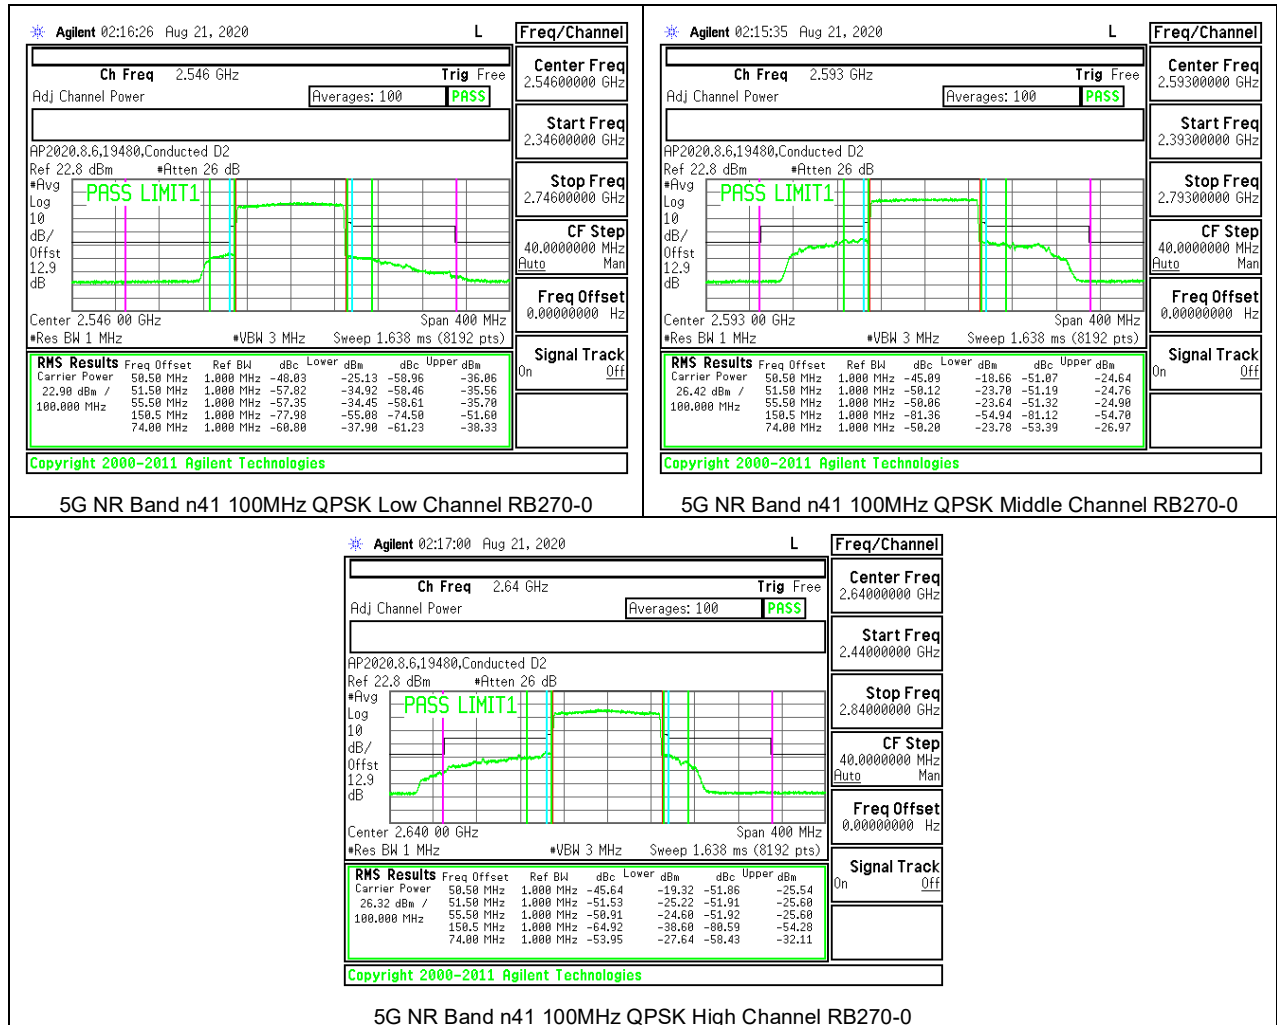 Agilent 02:16:26 Aug 21, 2020 L
Freq/Channel
Ch Freq 2.546 GHz Trig Free
Adj Channel Power Averages: 100 PASS
AP2020.8.6,19480,Conducted D2
Ref 22.8 dBm #Atten 26 dB
#Avg
Log
10
dB/
Offst
12.9
dB
PASS LIMIT1
Center 2.546 00 GHz Span 400 MHz
#Res BW 1 MHz #VBW 3 MHz Sweep 1.638 ms (8192 pts)
RMS Results Freq Offset Ref BW dBc Lower dBm dBc Upper dBm
Carrier Power 50.50 MHz 1.000 MHz -48.03 -25.13 -58.96 -36.06
22.90 dBm / 51.50 MHz 1.000 MHz -57.82 -34.92 -58.46 -35.56
100.000 MHz 55.50 MHz 1.000 MHz -57.35 -34.45 -58.61 -35.70
150.5 MHz 1.000 MHz -77.98 -55.08 -74.50 -51.60
74.00 MHz 1.000 MHz -60.80 -37.90 -61.23 -38.33
Copyright 2000-2011 Agilent Technologies
Center Freq
2.54600000 GHz
Start Freq
2.34600000 GHz
Stop Freq
2.74600000 GHz
CF Step
40.0000000 MHz
Auto Man
Freq Offset
0.00000000 Hz
Signal Track
On Off
5G NR Band n41 100MHz QPSK Low Channel RB270-0
Agilent 02:15:35 Aug 21, 2020 L
Freq/Channel
Ch Freq 2.593 GHz Trig Free
Adj Channel Power Averages: 100 PASS
AP2020.8.6,19480,Conducted D2
Ref 22.8 dBm #Atten 26 dB
#Avg
Log
10
dB/
Offst
12.9
dB
PASS LIMIT1
Center 2.593 00 GHz Span 400 MHz
#Res BW 1 MHz #VBW 3 MHz Sweep 1.638 ms (8192 pts)
RMS Results Freq Offset Ref BW dBc Lower dBm dBc Upper dBm
Carrier Power 50.50 MHz 1.000 MHz -45.09 -18.66 -51.07 -24.64
26.42 dBm / 51.50 MHz 1.000 MHz -50.12 -23.70 -51.19 -24.76
100.000 MHz 55.50 MHz 1.000 MHz -50.06 -23.64 -51.32 -24.90
150.5 MHz 1.000 MHz -81.36 -54.94 -81.12 -54.70
74.00 MHz 1.000 MHz -50.20 -23.78 -53.39 -26.97
Copyright 2000-2011 Agilent Technologies
Center Freq
2.59300000 GHz
Start Freq
2.39300000 GHz
Stop Freq
2.79300000 GHz
CF Step
40.0000000 MHz
Auto Man
Freq Offset
0.00000000 Hz
Signal Track
On Off
5G NR Band n41 100MHz QPSK Middle Channel RB270-0
Agilent 02:17:00 Aug 21, 2020 L
Freq/Channel
Ch Freq 2.64 GHz Trig Free
Adj Channel Power Averages: 100 PASS
AP2020.8.6,19480,Conducted D2
Ref 22.8 dBm #Atten 26 dB
#Avg
Log
10
dB/
Offst
12.9
dB
PASS LIMIT1
Center 2.640 00 GHz Span 400 MHz
#Res BW 1 MHz #VBW 3 MHz Sweep 1.638 ms (8192 pts)
RMS Results Freq Offset Ref BW dBc Lower dBm dBc Upper dBm
Carrier Power 50.50 MHz 1.000 MHz -45.64 -19.32 -51.86 -25.54
26.32 dBm / 51.50 MHz 1.000 MHz -51.53 -25.22 -51.91 -25.60
100.000 MHz 55.50 MHz 1.000 MHz -50.91 -24.60 -51.92 -25.60
150.5 MHz 1.000 MHz -64.92 -38.60 -80.59 -54.28
74.00 MHz 1.000 MHz -53.95 -27.64 -58.43 -32.11
Copyright 2000-2011 Agilent Technologies
Center Freq
2.64000000 GHz
Start Freq
2.44000000 GHz
Stop Freq
2.84000000 GHz
CF Step
40.0000000 MHz
Auto Man
Freq Offset
0.00000000 Hz
Signal Track
On Off
5G NR Band n41 100MHz QPSK High Channel RB270-0